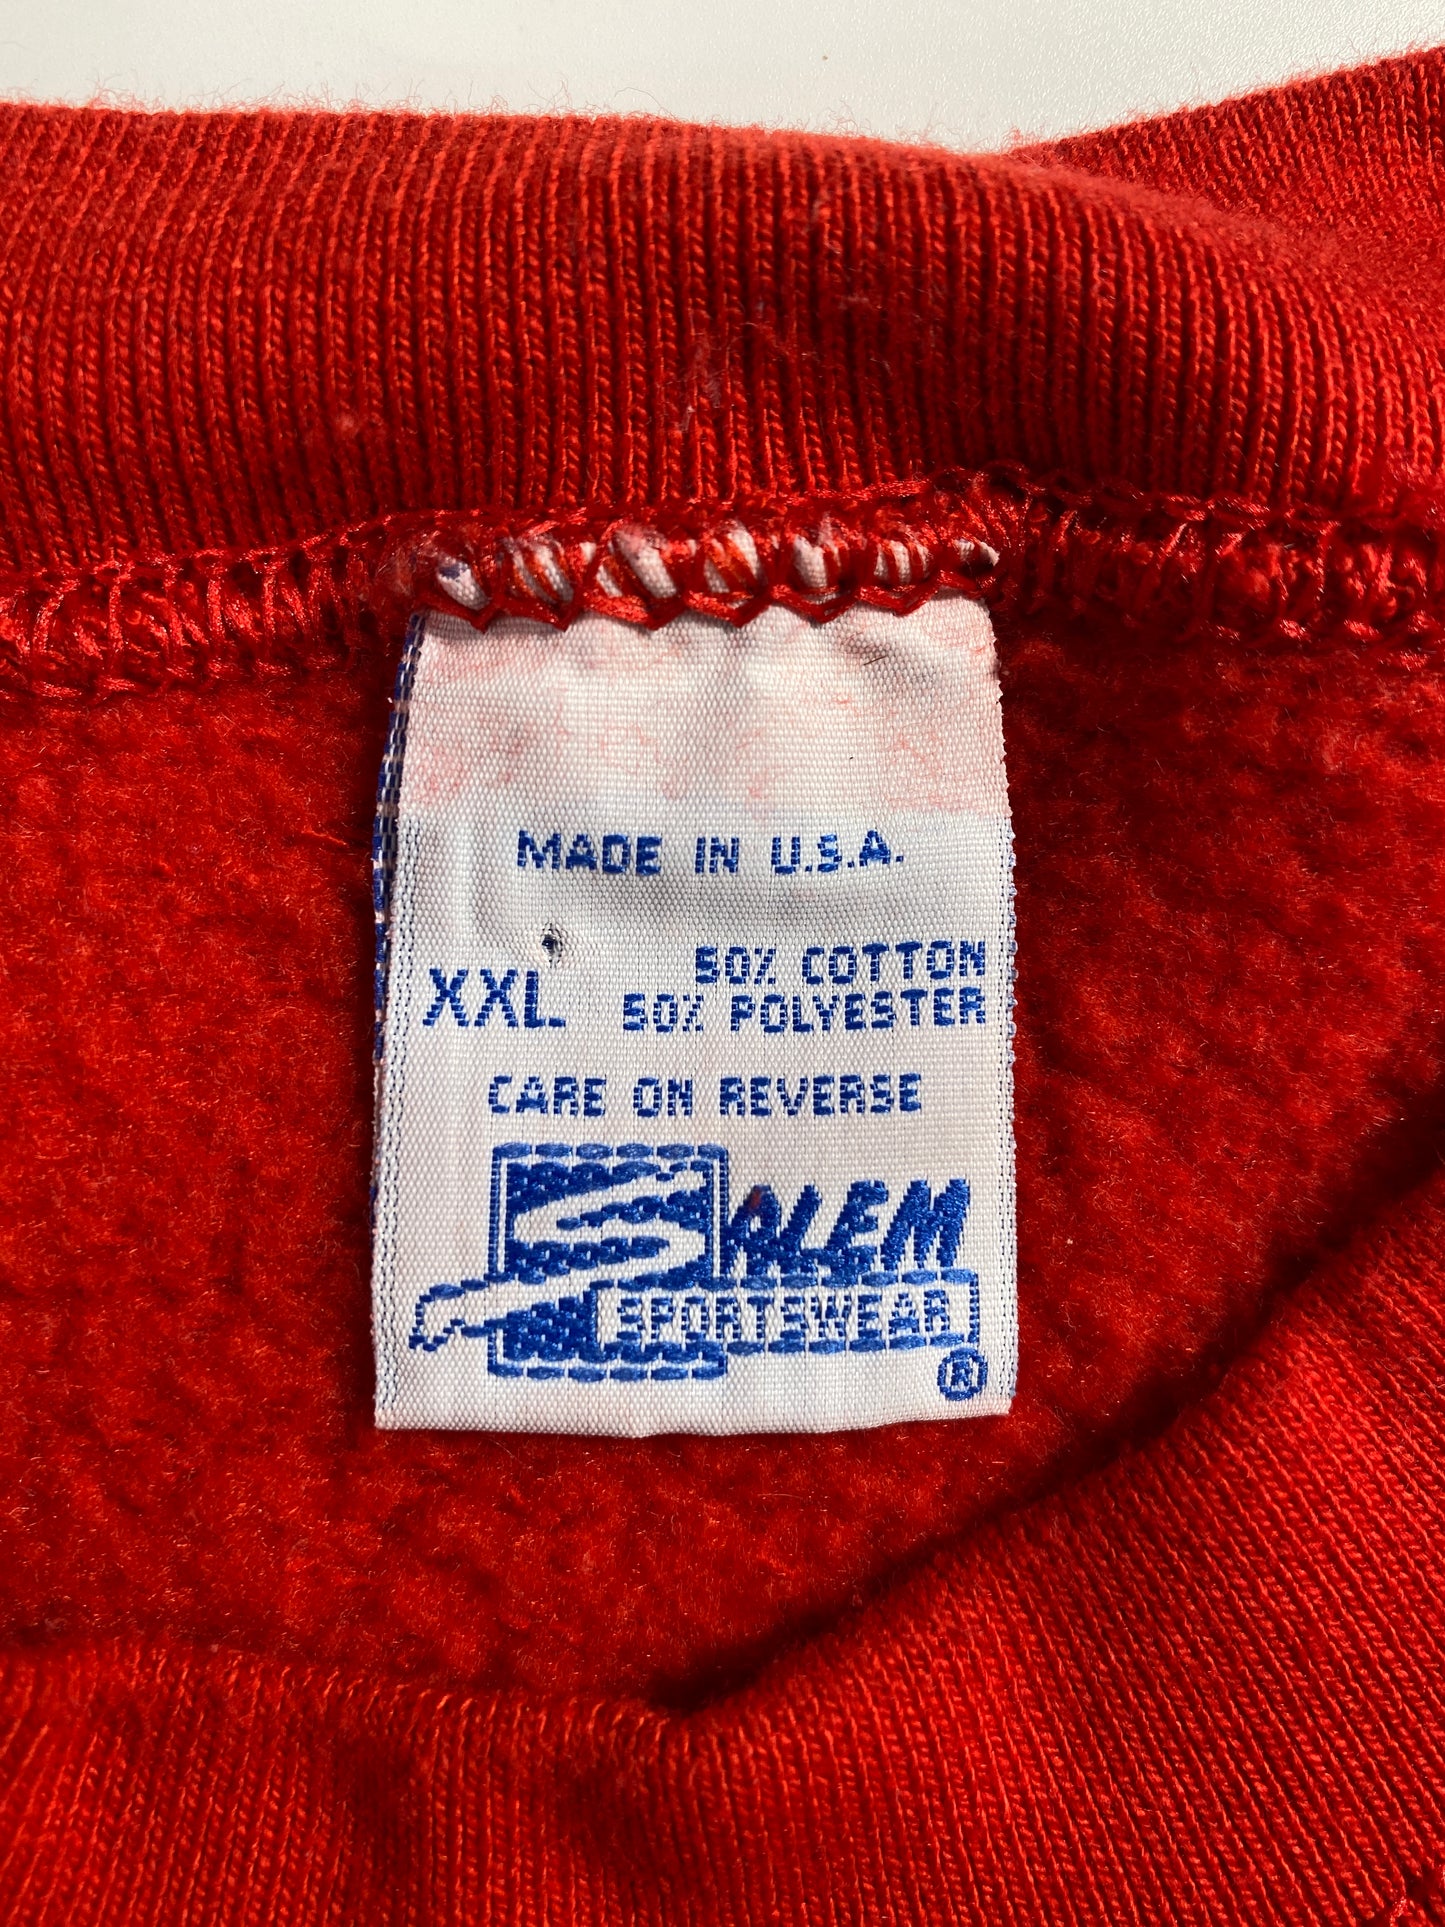 MADE IN U.S.A.
XXL
50% COTTON
50% POLYESTER
CARE ON REVERSE
SALEM
SPORTSWEAR
®